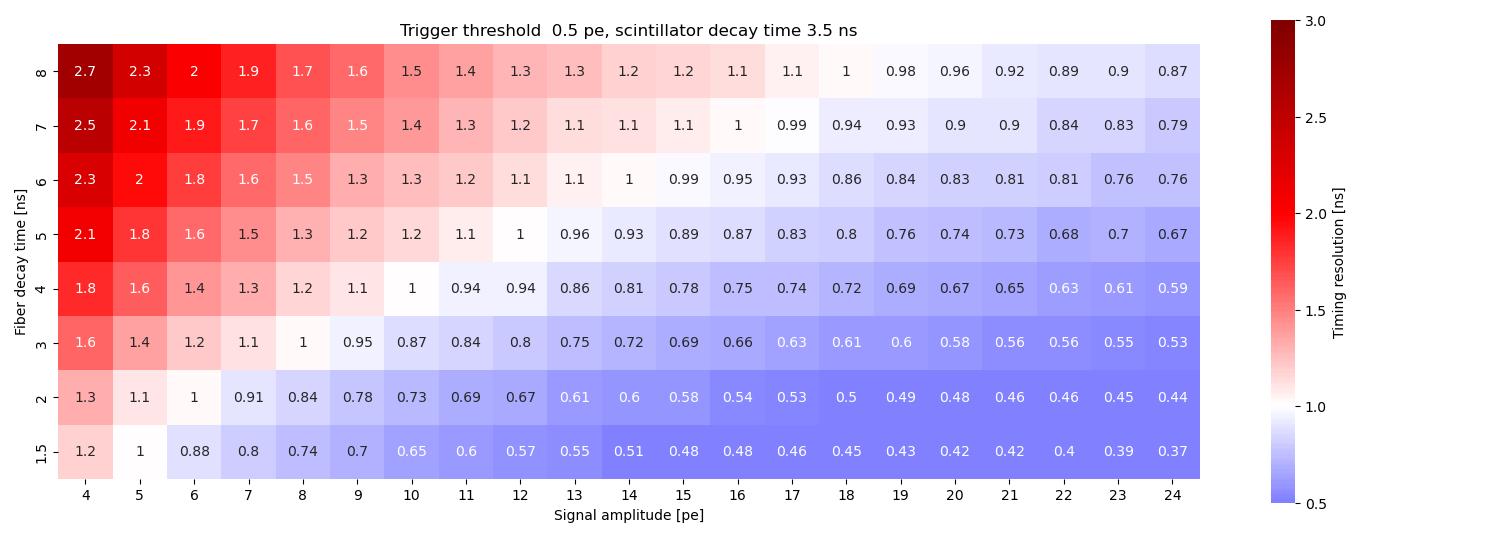 Trigger threshold  0.5 pe, scintillator decay time 3.5 ns
8 2.7 2.3 2 1.9 1.7 1.6 1.5 1.4 1.3 1.3 1.2 1.2 1.1 1.1 1 0.98 0.96 0.92 0.89 0.9 0.87
7 2.5 2.1 1.9 1.7 1.6 1.5 1.4 1.3 1.2 1.1 1.1 1.1 1 0.99 0.94 0.93 0.9 0.9 0.84 0.83 0.79
6 2.3 2 1.8 1.6 1.5 1.3 1.3 1.2 1.1 1.1 1 0.99 0.95 0.93 0.86 0.84 0.83 0.81 0.81 0.76 0.76
5 2.1 1.8 1.6 1.5 1.3 1.2 1.2 1.1 1 0.96 0.93 0.89 0.87 0.83 0.8 0.76 0.74 0.73 0.68 0.7 0.67
4 1.8 1.6 1.4 1.3 1.2 1.1 1 0.94 0.94 0.86 0.81 0.78 0.75 0.74 0.72 0.69 0.67 0.65 0.63 0.61 0.59
3 1.6 1.4 1.2 1.1 1 0.95 0.87 0.84 0.8 0.75 0.72 0.69 0.66 0.63 0.61 0.6 0.58 0.56 0.56 0.55 0.53
2 1.3 1.1 1 0.91 0.84 0.78 0.73 0.69 0.67 0.61 0.6 0.58 0.54 0.53 0.5 0.49 0.48 0.46 0.46 0.45 0.44
1.5 1.2 1 0.88 0.8 0.74 0.7 0.65 0.6 0.57 0.55 0.51 0.48 0.48 0.46 0.45 0.43 0.42 0.42 0.4 0.39 0.37
4 5 6 7 8 9 10 11 12 13 14 15 16 17 18 19 20 21 22 23 24
Signal amplitude [pe]
Fiber decay time [ns]
3.0
2.5
2.0
1.5
1.0
0.5
Timing resolution [ns]